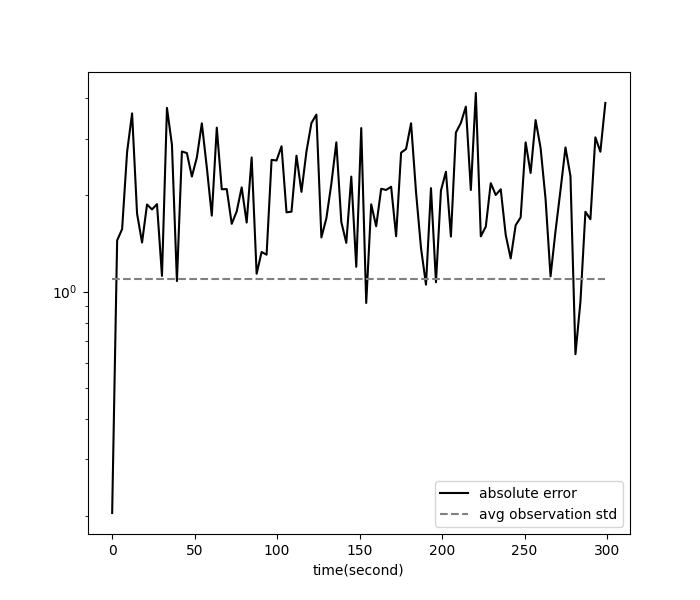 10⁰
0 50 100 150 200 250 300
time(second)
absolute error
avg observation std